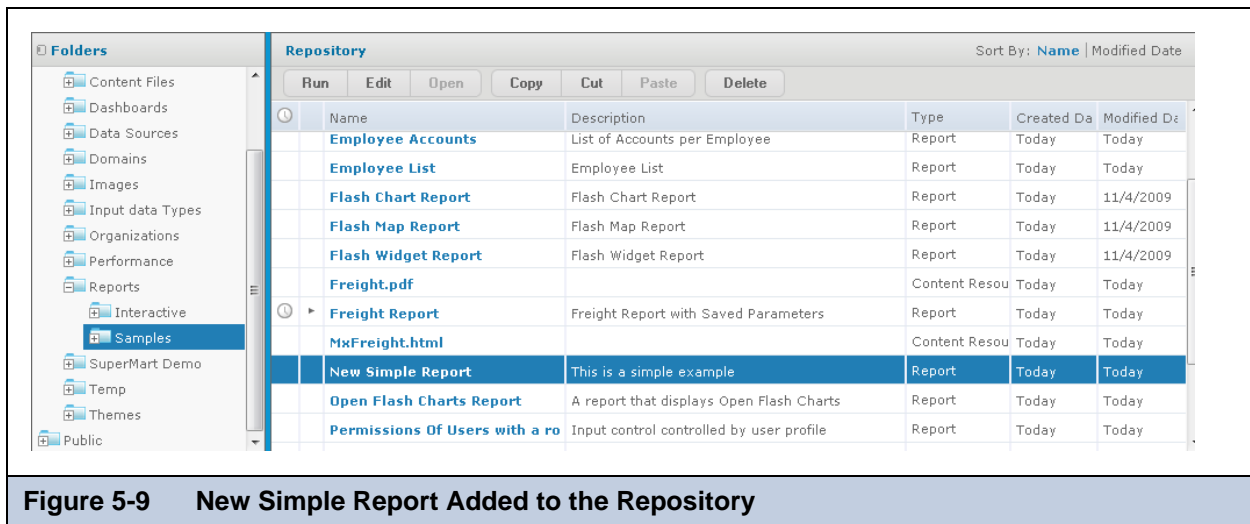 Folders
Content Files
Dashboards
Data Sources
Domains
Images
Input data Types
Organizations
Performance
Reports
Interactive
Samples
SuperMart Demo
Temp
Themes
Public
Repository
Sort By: Name | Modified Date
Run Edit Open Copy Cut Paste Delete
Name Description Type Created Da Modified Da
Employee Accounts List of Accounts per Employee Report Today Today
Employee List Employee List Report Today Today
Flash Chart Report Flash Chart Report Report Today 11/4/2009
Flash Map Report Flash Map Report Report Today 11/4/2009
Flash Widget Report Flash Widget Report Report Today 11/4/2009
Freight.pdf Content Resou Today Today
Freight Report Freight Report with Saved Parameters Report Today Today
MxFreight.html Content Resou Today Today
New Simple Report This is a simple example Report Today Today
Open Flash Charts Report A report that displays Open Flash Charts Report Today Today
Permissions Of Users with a ro Input control controlled by user profile Report Today Today
Figure 5-9 New Simple Report Added to the Repository